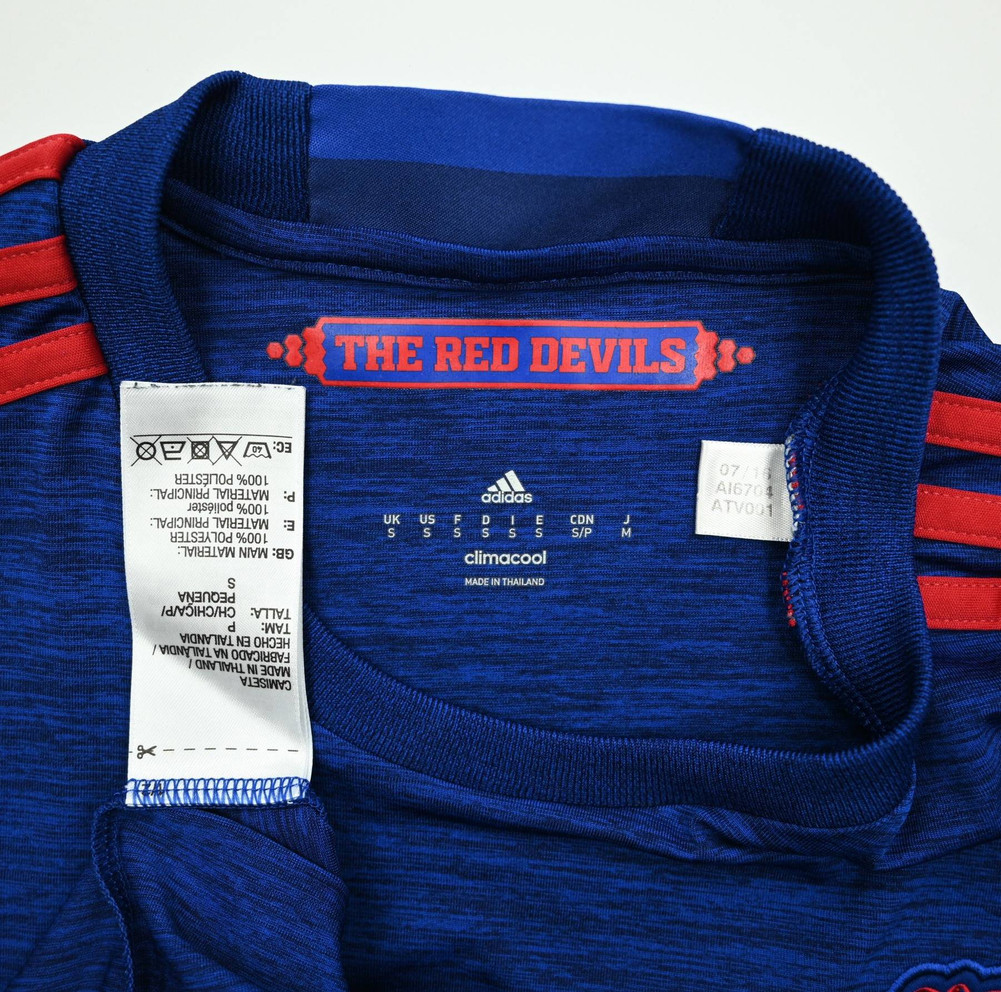 THE RED DEVILS
adidas
UK US F D I E CDN J
S S S S S S S/P M
climacool
MADE IN THAILAND
07/16
AI6704
ATV001
CAMISETA
MADE IN THAILAND /
FABRICADO NA TAILÂNDIA/
HECHO EN TAILANDIA
TAM: P
TALLA: CH/CHICA/P/
PEQUEÑA
S
GB: MAIN MATERIAL:
100% POLYESTER
E: MATERIAL PRINCIPAL:
100% poliéster
P: MATERIAL PRINCIPAL:
100% POLIÉSTER
EC:
40